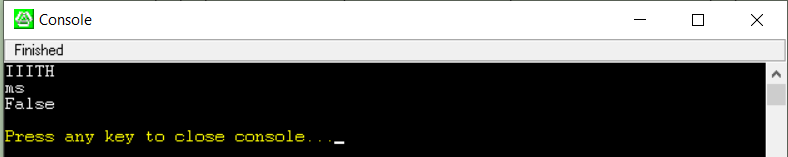 Console
Finished
IIITH
ms
False
Press any key to close console..._